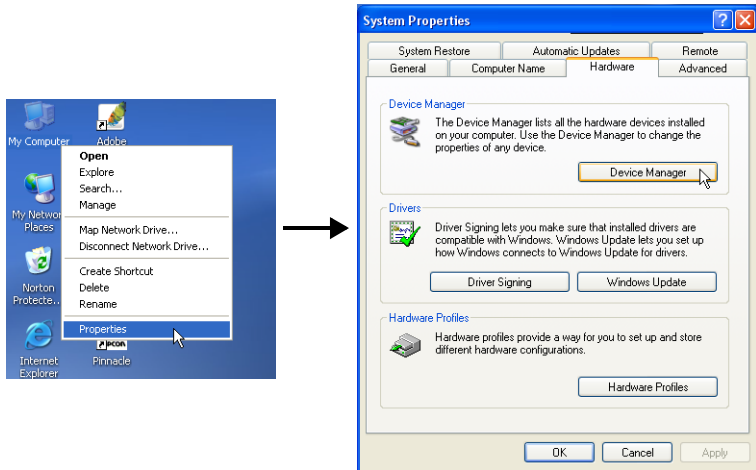 My Computer
Adobe
Open
Explore
Search...
Manage
Map Network Drive...
Disconnect Network Drive...
Create Shortcut
Delete
Rename
Properties
My Networ
Places
Norton
Protecte...
Internet
Explorer
Pinnacle
System Properties
System Restore
Automatic Updates
Remote
General
Computer Name
Hardware
Advanced
Device Manager
The Device Manager lists all the hardware devices installed
on your computer. Use the Device Manager to change the
properties of any device.
Device Manager
Drivers
Driver Signing lets you make sure that installed drivers are
compatible with Windows. Windows Update lets you set up
how Windows connects to Windows Update for drivers.
Driver Signing
Windows Update
Hardware Profiles
Hardware profiles provide a way for you to set up and store
different hardware configurations.
Hardware Profiles
OK
Cancel
Apply